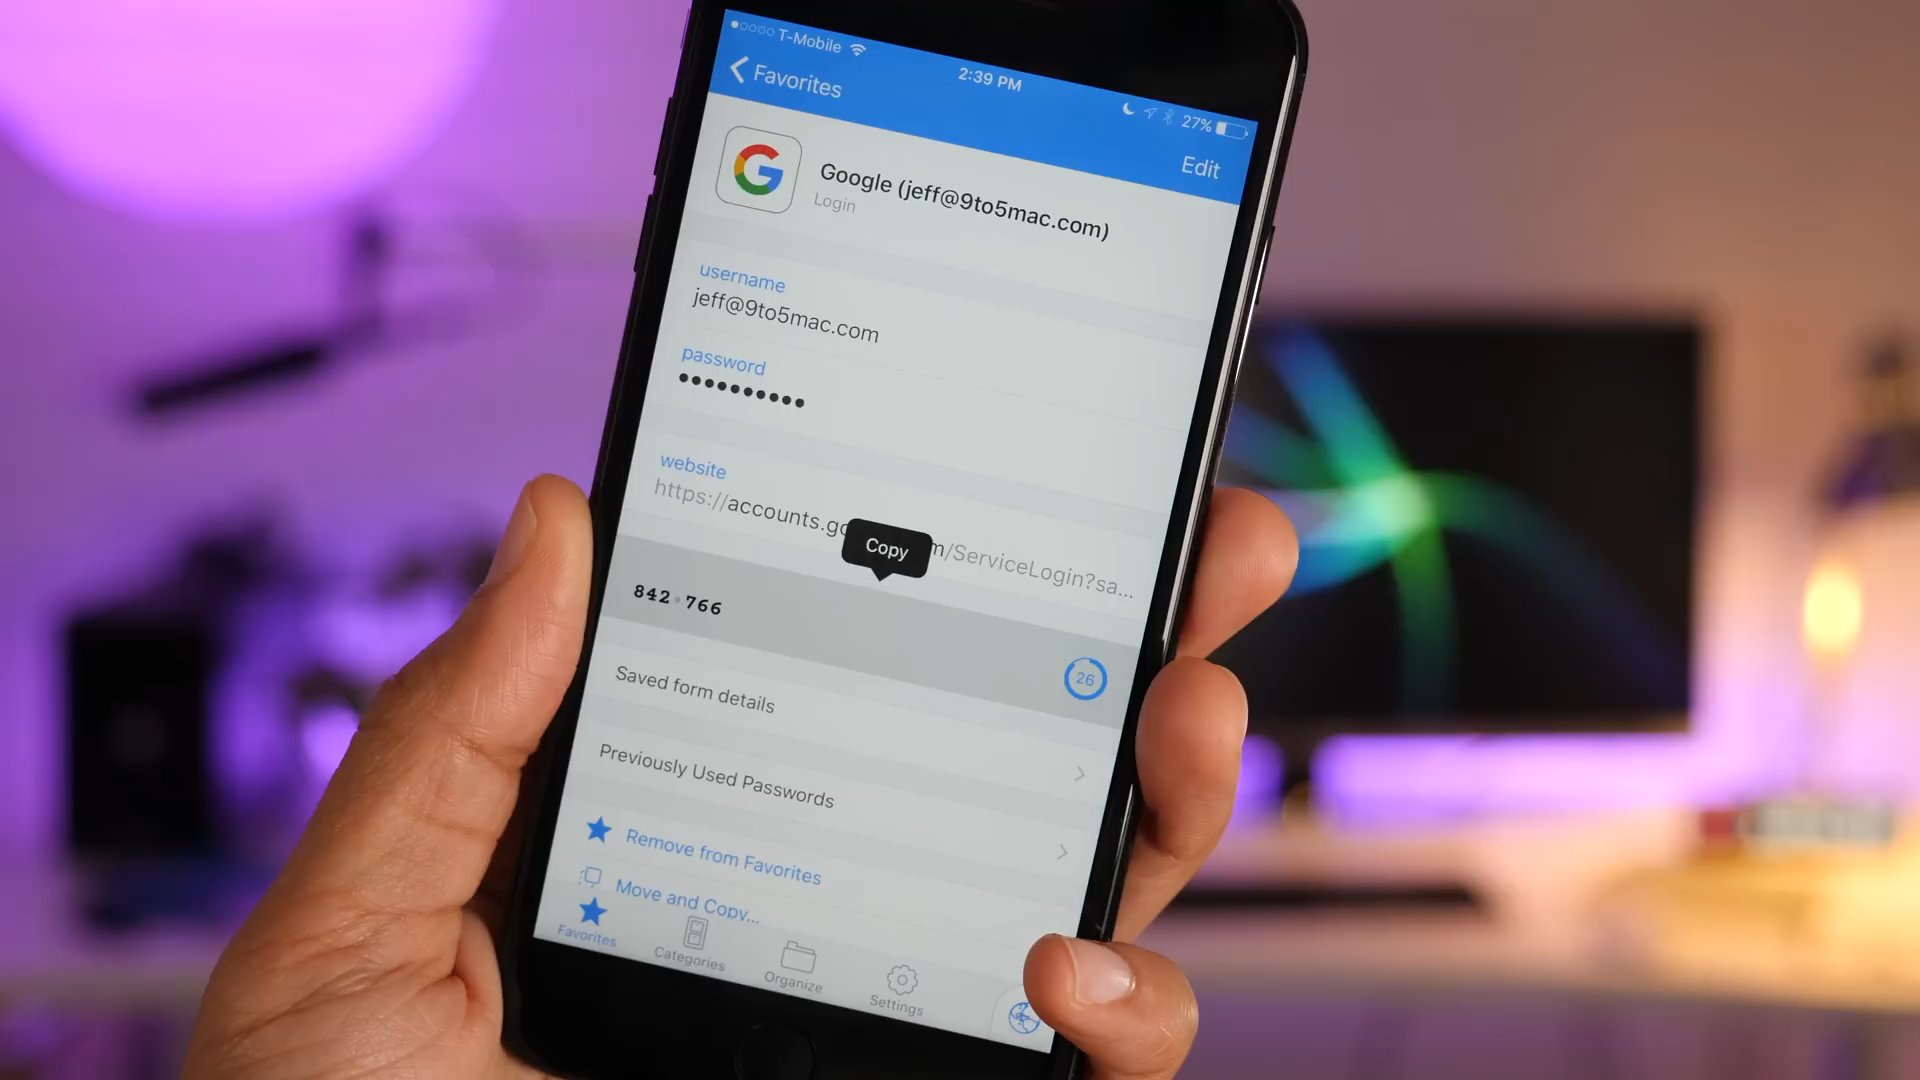 T-Mobile
2:39 PM
27%
Favorites
Edit
Google (jeff@9to5mac.com)
Login
username
jeff@9to5mac.com
password
website
https://accounts.go m/ServiceLogin?sa...
Copy
842 766
26
Saved form details
Previously Used Passwords
Remove from Favorites
Move and Copy...
Favorites
Categories
Organize
Settings